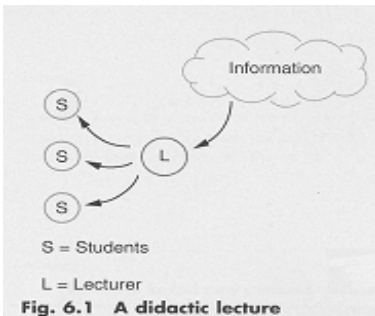 Information
S
S
L
S
S = Students
L = Lecturer
Fig. 6.1 A didactic lecture